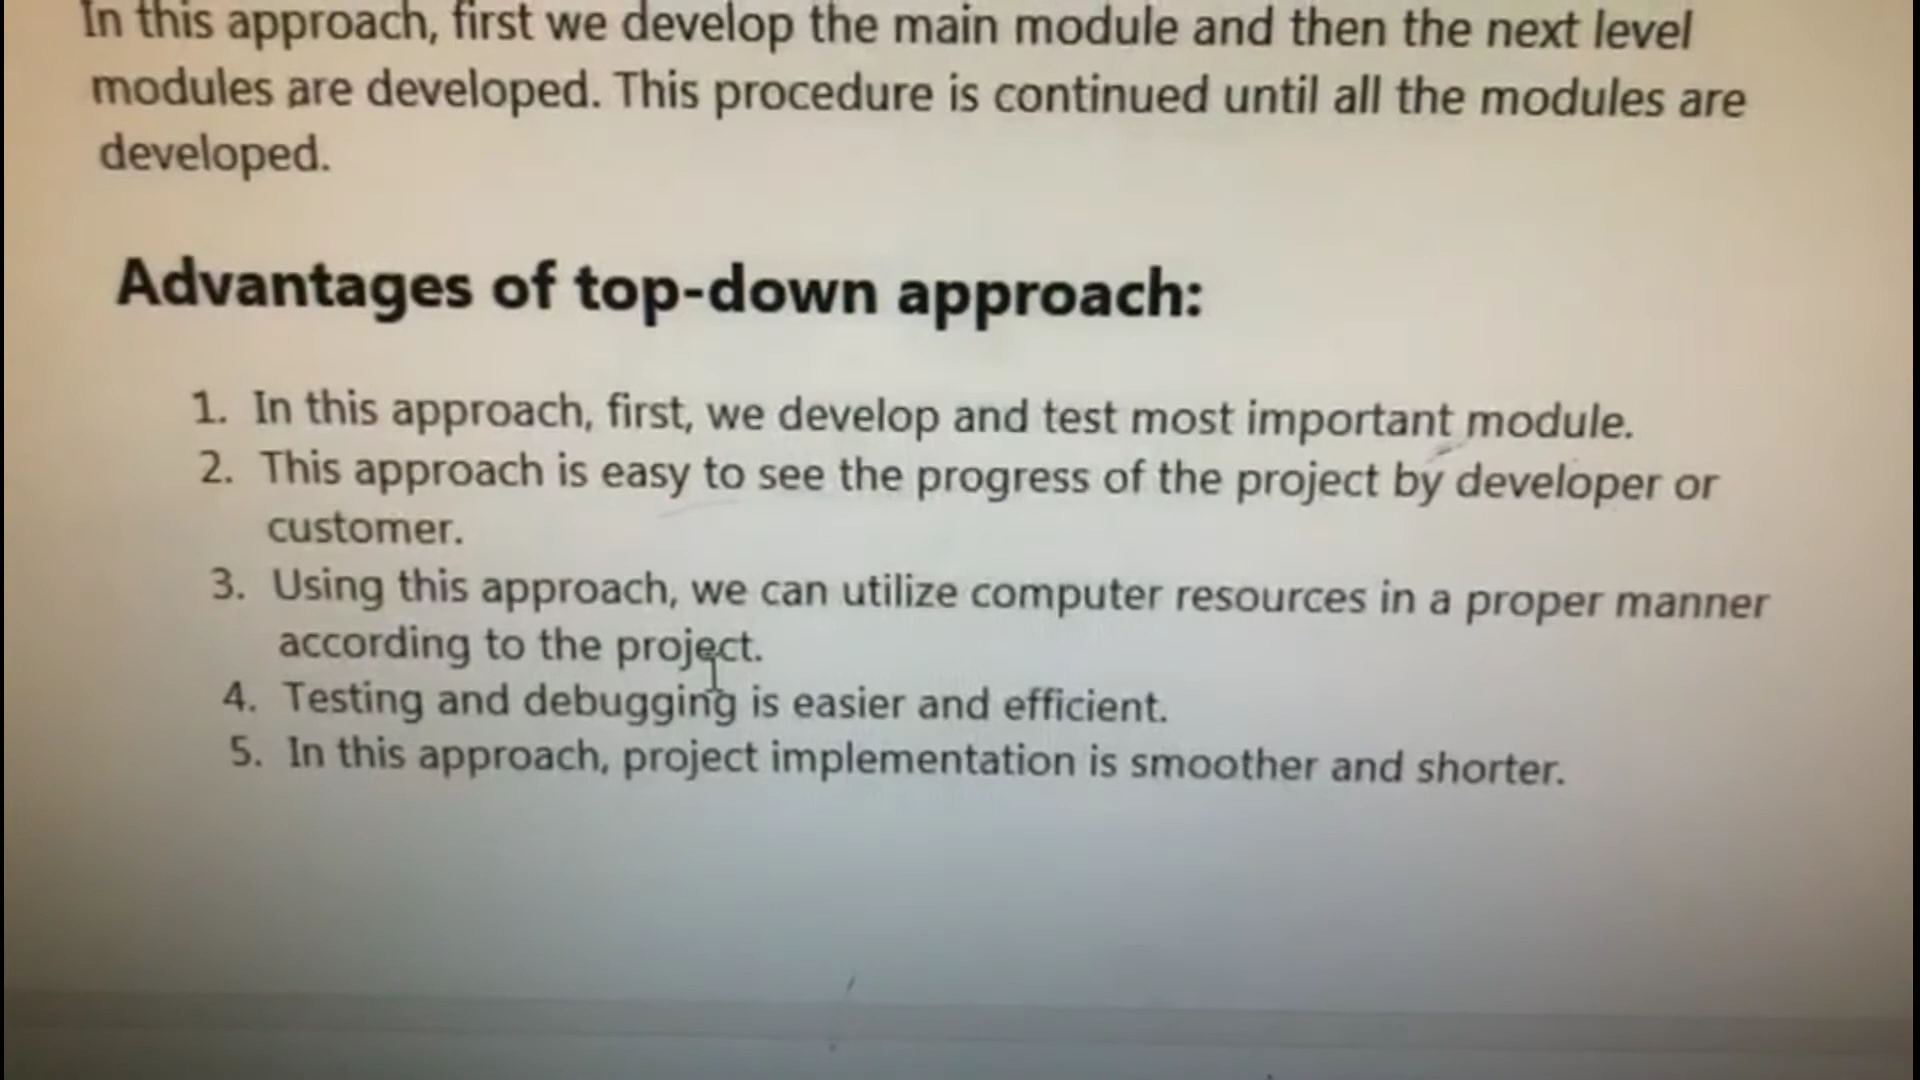 In this approach, first we develop the main module and then the next level
modules are developed. This procedure is continued until all the modules are
developed.
Advantages of top-down approach:
1. In this approach, first, we develop and test most important module.
2. This approach is easy to see the progress of the project by developer or
customer.
3. Using this approach, we can utilize computer resources in a proper manner
according to the project.
4. Testing and debugging is easier and efficient.
5. In this approach, project implementation is smoother and shorter.